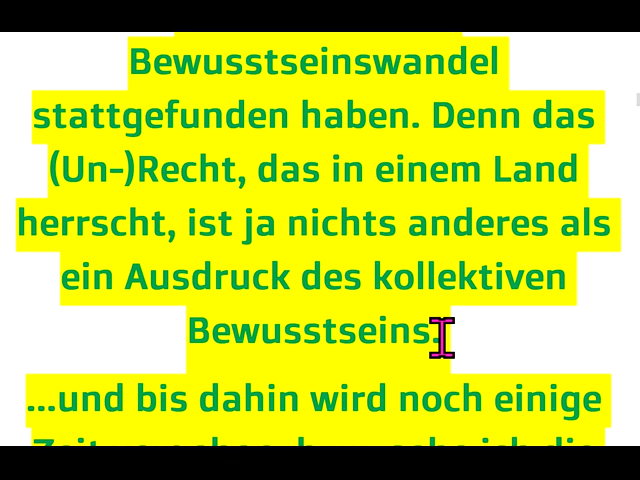 Bewusstseinswandel
stattgefunden haben. Denn das
(Un-)Recht, das in einem Land
herrscht, ist ja nichts anderes als
ein Ausdruck des kollektiven
Bewusstseins.
...und bis dahin wird noch einige